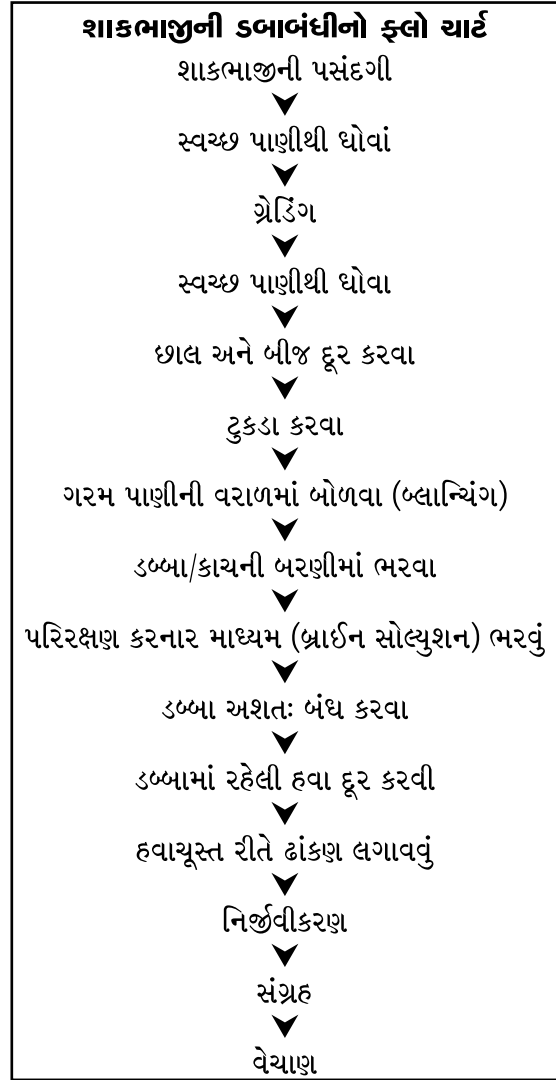 શાકભાજીની ડબાબંધીનો ફ્લો ચાર્ટ
શાકભાજીની પસંદગી
સ્વચ્છ પાણીથી ધોવાં
ગ્રેડિંગ
સ્વચ્છ પાણીથી ધોવા
છાલ અને બીજ દૂર કરવા
ટુકડા કરવા
ગરમ પાણીની વરાળમાં બોળવા (બ્લાન્ચિંગ)
ડબ્બા/કાચની બરણીમાં ભરવા
પરિરક્ષણ કરનાર માધ્યમ (બ્રાઈન સોલ્યુશન) ભરવું
ડબ્બા અશતઃ બંધ કરવા
ડબ્બામાં રહેલી હવા દૂર કરવી
હવાચૂસ્ત રીતે ઢાંકણ લગાવવું
નિર્જીવીકરણ
સંગ્રહ
વેચાણ